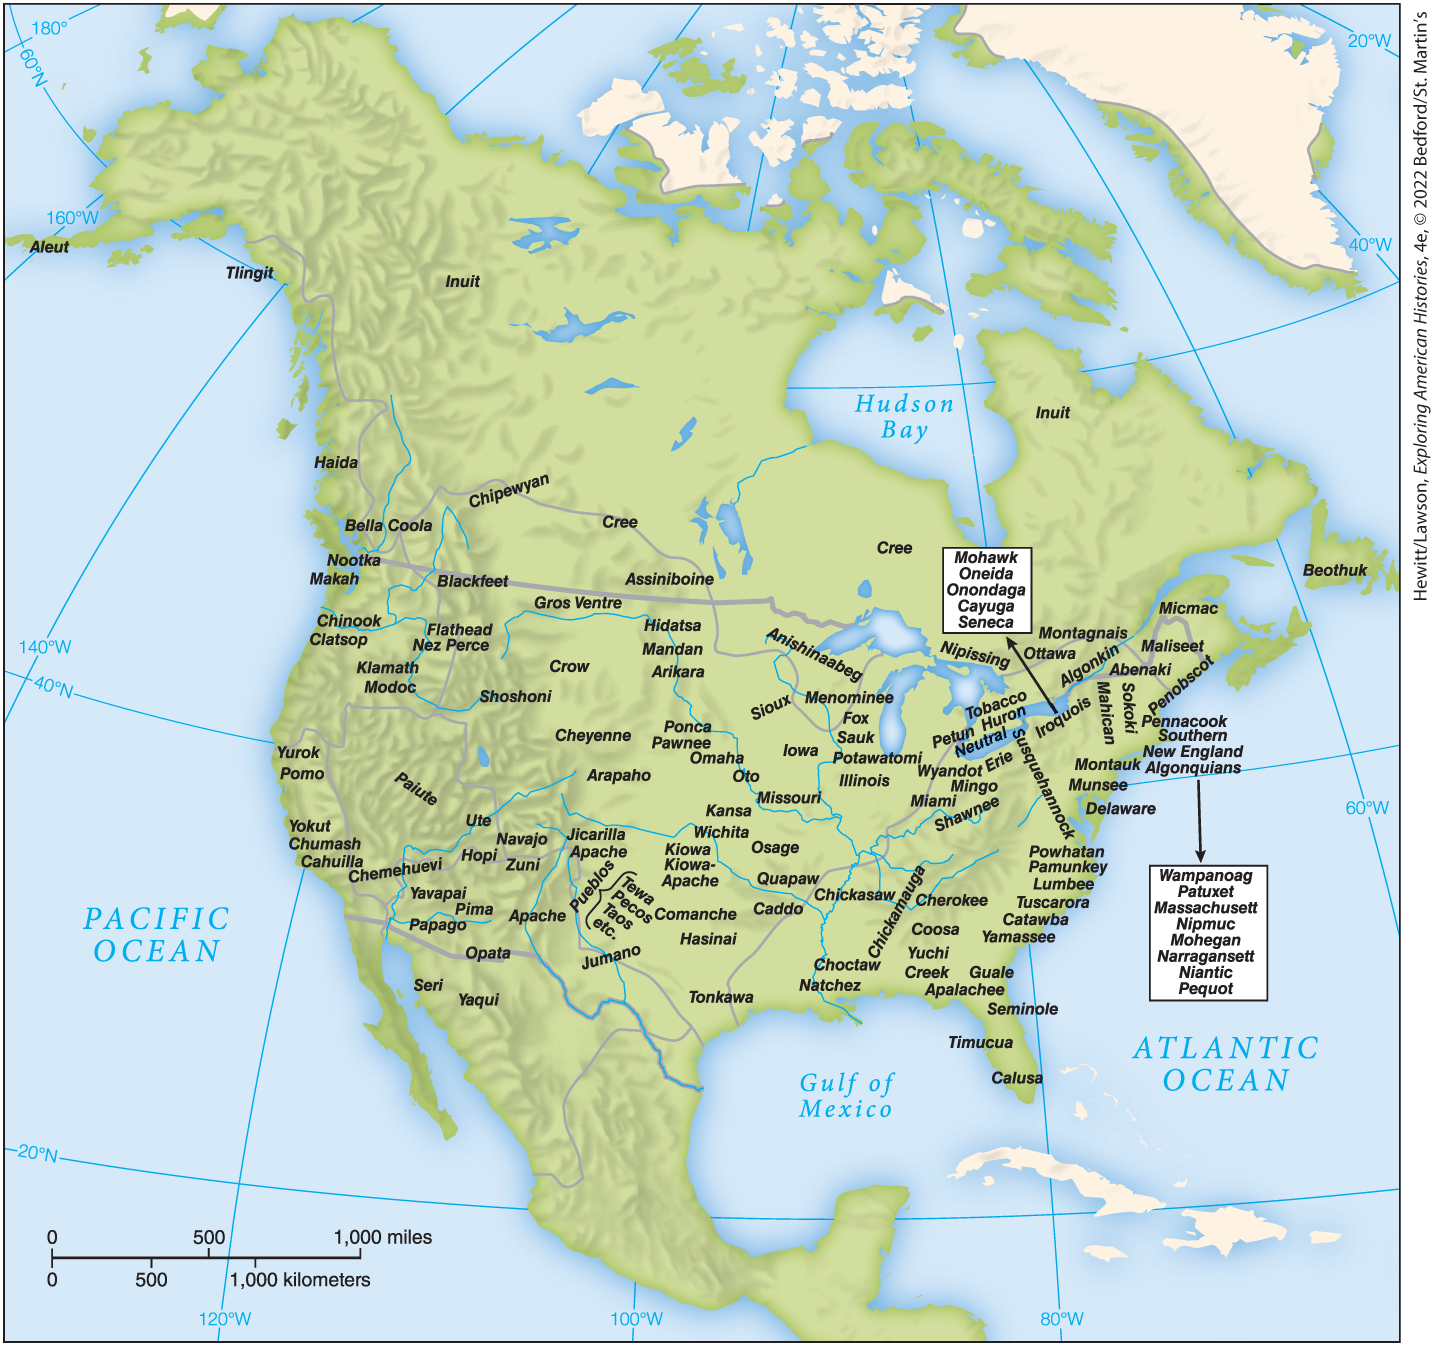 180°
60°N
20°W
160°W
40°W
Aleut
Tlingit
Inuit
Hudson
Bay
Inuit
Haida
Chipewyan
Bella Coola
Cree
Cree
Nootka
Makah
Blackfeet
Assiniboine
Gros Ventre
Mohawk
Oneida
Onondaga
Cayuga
Seneca
Beothuk
Micmac
Chinook
Clatsop
Flathead
Nez Perce
Hidatsa
Mandan
Arikara
Anishinaabeg
Nipissing
Montagnais
Ottawa
Algonkin
Maliseet
Abenaki
Penobscot
140°W
40°N
Klamath
Modoc
Crow
Shoshoni
Sioux
Menominee
Fox
Sauk
Potawatomi
Illinois
Tobacco
Huron
Petun
Neutral
Iroquois
Mahican
Sokoki
Pennacook
Southern
New England
Algonquians
Yurok
Pomo
Cheyenne
Ponca
Pawnee
Omaha
Iowa
Oto
Wyandot
Erie
Mingo
Miami
Shawnee
Susquehannock
Montauk
Munsee
Delaware
60°W
Paiute
Arapaho
Missouri
Kansa
Ute
Yokut
Chumash
Cahuilla
Chemehuevi
Hopi
Navajo
Zuni
Jicarilla
Apache
Wichita
Kiowa
Kiowa-
Apache
Osage
Quapaw
Powhatan
Pamunkey
Lumbee
Tuscarora
Catawba
Yamassee
Wampanoag
Patuxet
Massachusett
Nipmuc
Mohegan
Narragansett
Niantic
Pequot
Yavapai
Pima
Papago
Apache
Pueblos
Tewa
Pecos
Taos
etc.
Comanche
Caddo
Chickasaw
Chickamauga
Cherokee
Coosa
PACIFIC
OCEAN
Opata
Jumano
Hasinai
Choctaw
Natchez
Yuchi
Creek
Guale
Apalachee
Seri
Yaqui
Tonkawa
Seminole
Timucua
Calusa
Gulf of
Mexico
ATLANTIC
OCEAN
20°N
0 500 1,000 miles
0 500 1,000 kilometers
120°W
100°W
80°W
Hewitt/Lawson, Exploring American Histories, 4e, © 2022 Bedford/St. Martin's